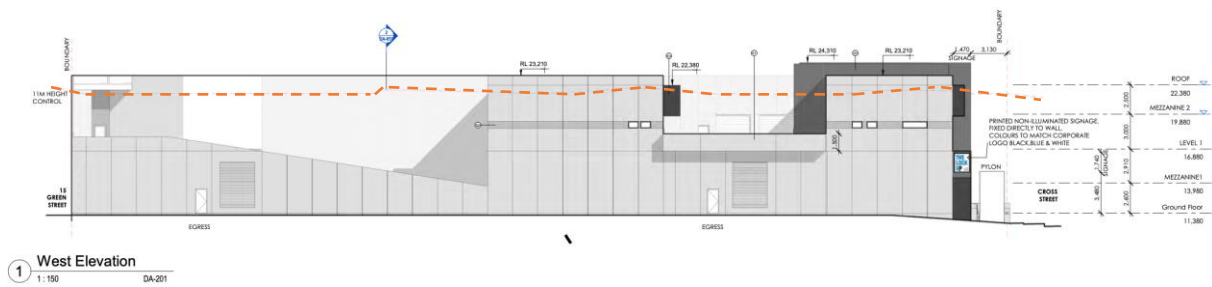 BOUNDARY
11M HEIGHT
CONTROL
2
DA-851
RL 23,210
RL 22,380
RL 24,310
RL 23,210
1,470
3,130
SIGNAGE
BOUNDARY
ROOF
22,380
2,500
MEZZANINE 2
19,880
3,000
PRINTED NON-ILLUMINATED SIGNAGE,
FIXED DIRECTLY TO WALL.
COLOURS TO MATCH CORPORATE
LOGO BLACK,BLUE & WHITE
LEVEL 1
16,880
1,500
1,740
SIGNAGE
2,910
PYLON
MEZZANINE1
13,980
3,480
2,600
15
GREEN
STREET
CROSS
STREET
Ground Floor
11,380
EGRESS
EGRESS
1
West Elevation
1 : 150
DA-201